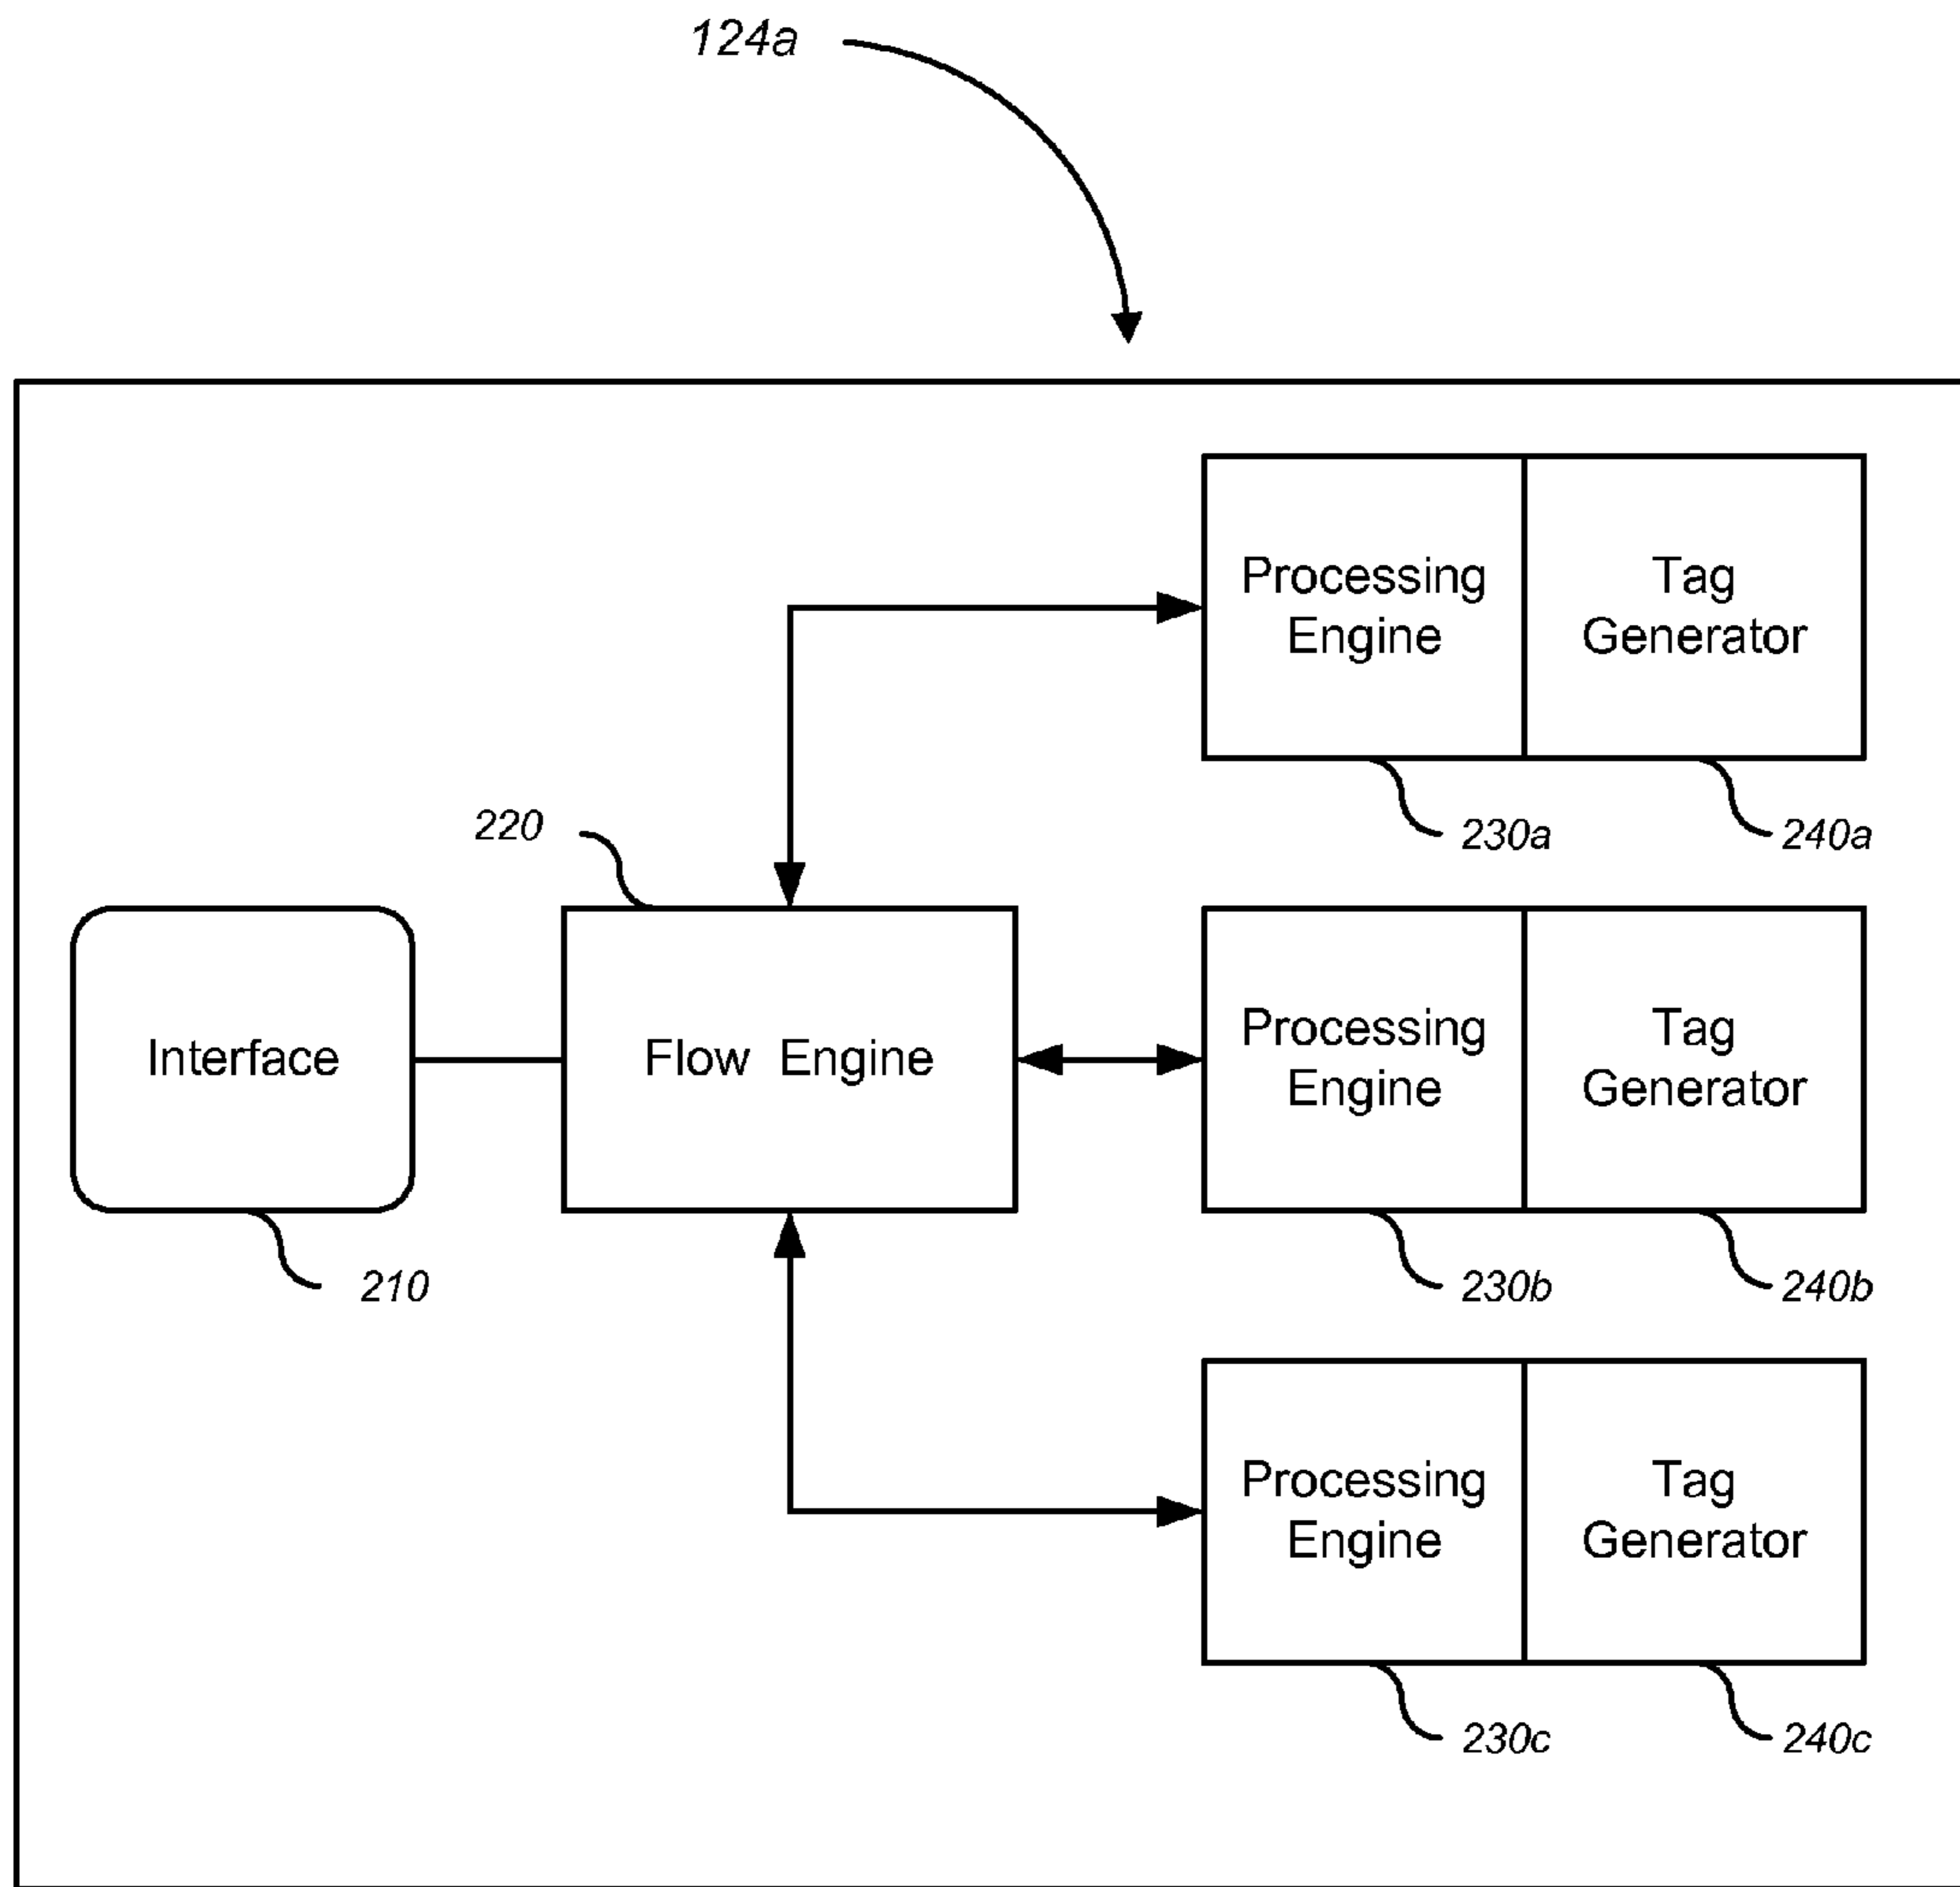 124a
Processing
Engine
Tag
Generator
230a
240a
220
Interface
Flow Engine
Processing
Engine
Tag
Generator
210
230b
240b
Processing
Engine
Tag
Generator
230c
240c